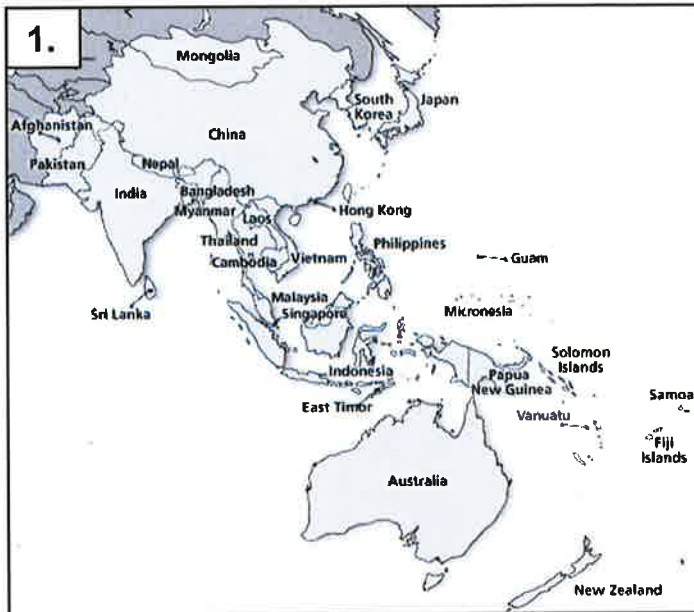 1.
Mongolia
South
Korea
Japan
Afghanistan
China
Pakistan
Nepal
India
Bangladesh
Myanmar
Laos
Hong Kong
Thailand
Philippines
Cambodia
Vietnam
Guam
Malaysia
Singapore
Sri Lanka
Micronesia
Indonesia
Papua
New Guinea
Solomon
Islands
East Timor
Samoa
Vanuatu
Fiji
Islands
Australia
New Zealand